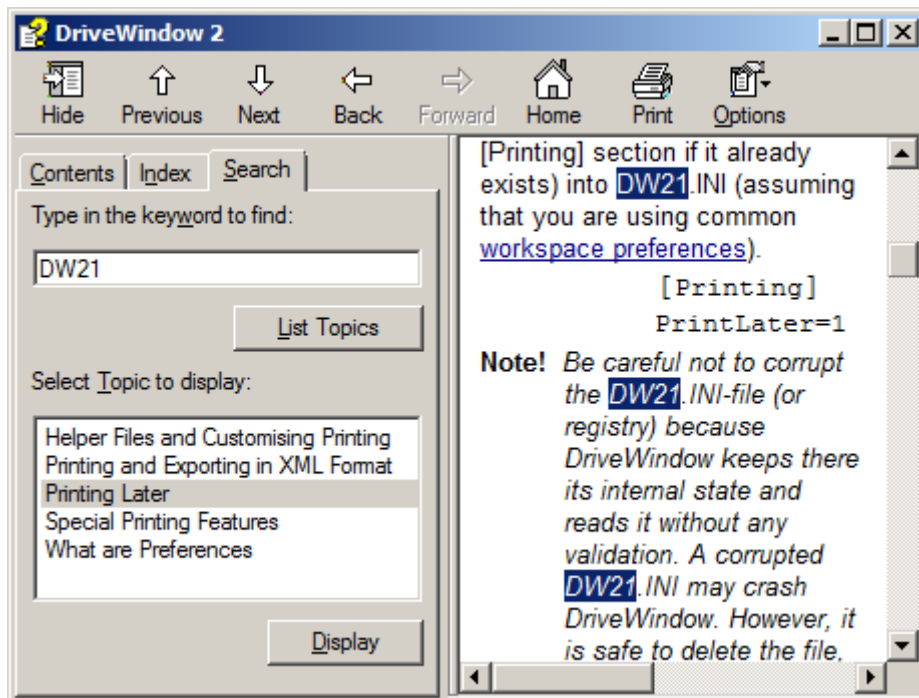 DriveWindow 2
Hide Previous Next Back Forward Home Print Options
Contents Index Search
Type in the keyword to find:
DW21
List Topics
Select Topic to display:
Helper Files and Customising Printing
Printing and Exporting in XML Format
Printing Later
Special Printing Features
What are Preferences
Display
[Printing] section if it already
exists) into DW21.INI (assuming
that you are using common
workspace preferences).
[Printing]
PrintLater=1
Note! Be careful not to corrupt
the DW21.INI-file (or
registry) because
DriveWindow keeps there
its internal state and
reads it without any
validation. A corrupted
DW21.INI may crash
DriveWindow. However, it
is safe to delete the file,